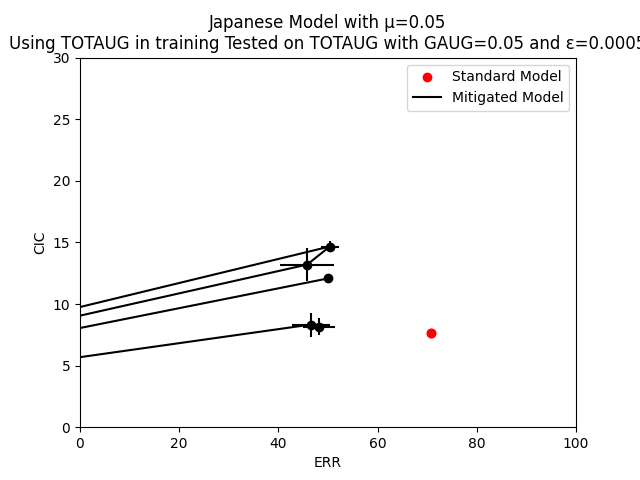 Japanese Model with μ=0.05
Using TOTAUG in training Tested on TOTAUG with GAUG=0.05 and ε=0.0005
30
25
20
15
10
5
0
CIC
Standard Model
Mitigated Model
0 20 40 60 80 100
ERR